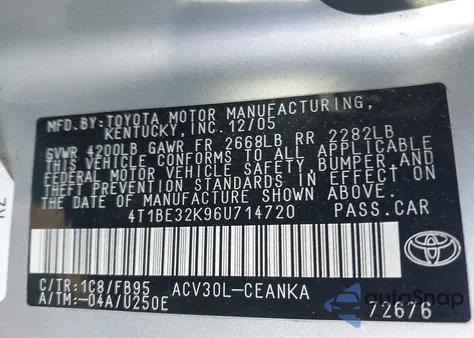 MFD.BY:TOYOTA MOTOR MANUFACTURING,
KENTUCKY,INC.12/05
GVWR 4200LB GAWR FR 2668LB RR 2282LB
THIS VEHICLE CONFORMS TO ALL APPLICABLE
FEDERAL MOTOR VEHICLE SAFETY, BUMPER, AND
THEFT PREVENTION STANDARDS IN EFFECT ON
THE DATE OF MANUFACTURE SHOWN ABOVE.
4T1BE32K96U714720 PASS.CAR
C/TR:1C8/FB95 ACV30L-CEANKA
A/TM:-04A/U250E
72676
TOYOTA
autoSnap